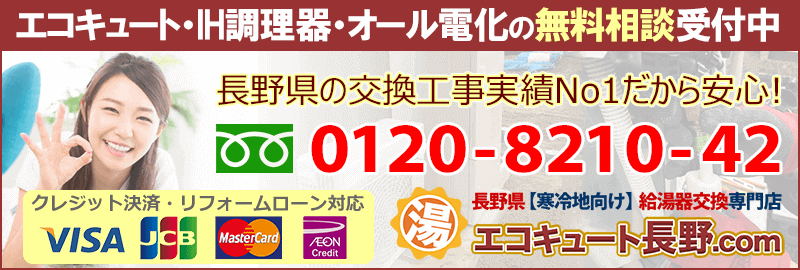 エコキュート・IH調理器・オール電化の無料相談受付中
長野県の交換工事実績No1だから安心！
0120-8210-42
クレジット決済・リフォームローン対応
VISA JCB MasterCard AEON Credit
湯
長野県【寒冷地向け】給湯器交換専門店
エコキュート長野.com